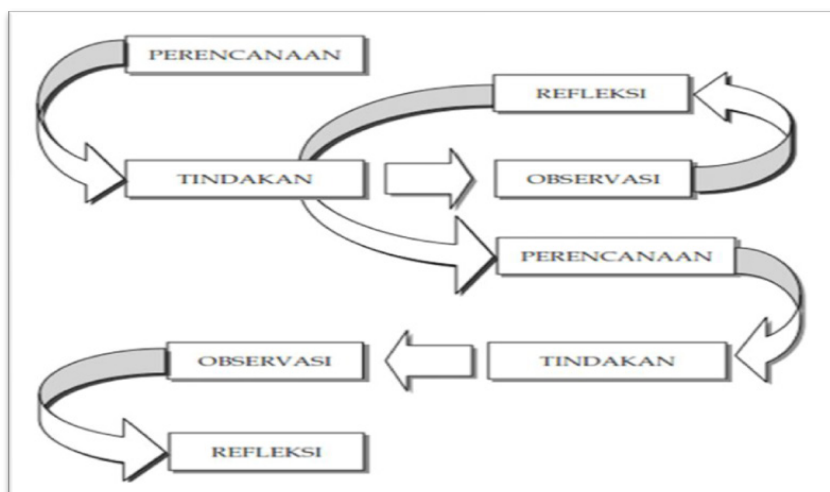 PERENCANAAN
REFLEKSI
TINDAKAN
OBSERVASI
PERENCANAAN
OBSERVASI
TINDAKAN
REFLEKSI